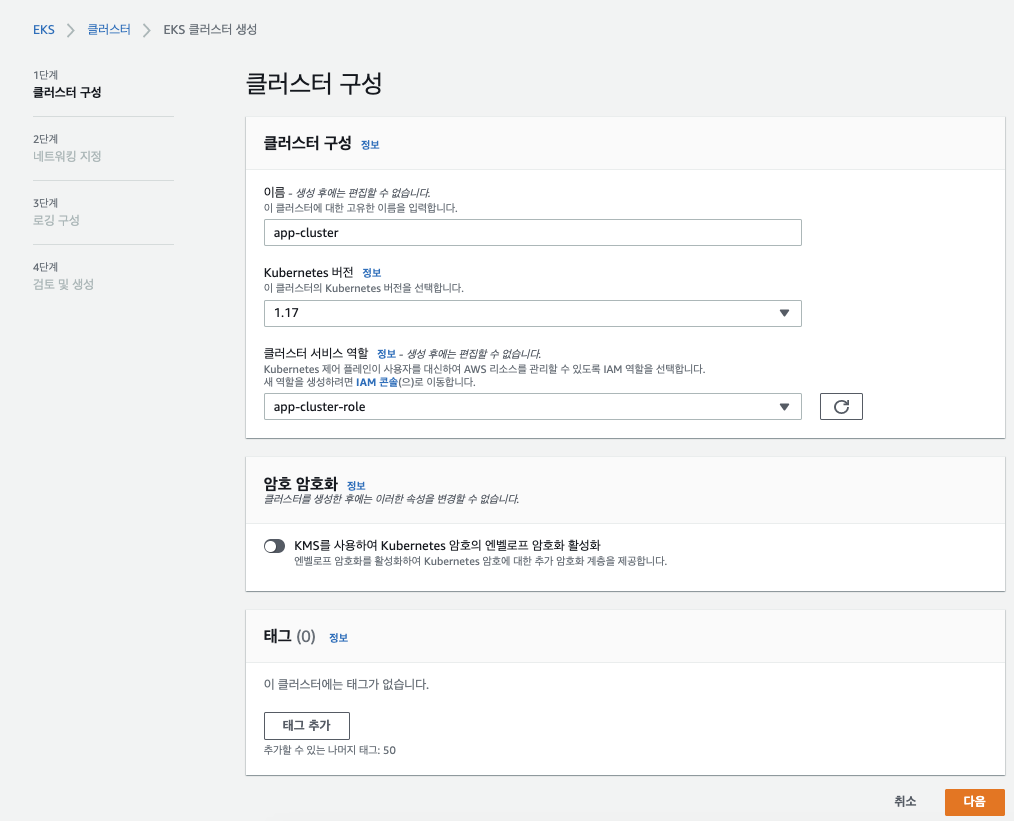 EKS > 클러스터 > EKS 클러스터 생성
1단계
클러스터 구성
2단계
네트워킹 지정
3단계
로깅 구성
4단계
검토 및 생성
클러스터 구성
클러스터 구성 정보
이름 - 생성 후에는 편집할 수 없습니다.
이 클러스터에 대한 고유한 이름을 입력합니다.
app-cluster
Kubernetes 버전 정보
이 클러스터의 Kubernetes 버전을 선택합니다.
1.17
클러스터 서비스 역할 정보 - 생성 후에는 편집할 수 없습니다.
Kubernetes 제어 플레인이 사용자를 대신하여 AWS 리소스를 관리할 수 있도록 IAM 역할을 선택합니다.
새 역할을 생성하려면 IAM 콘솔(으)로 이동합니다.
app-cluster-role
암호 암호화 정보
클러스터를 생성한 후에는 이러한 속성을 변경할 수 없습니다.
KMS를 사용하여 Kubernetes 암호의 엔벨로프 암호화 활성화
엔벨로프 암호화를 활성화하여 Kubernetes 암호에 대한 추가 암호화 계층을 제공합니다.
태그 (0) 정보
이 클러스터에는 태그가 없습니다.
태그 추가
추가할 수 있는 나머지 태그: 50
취소 다음